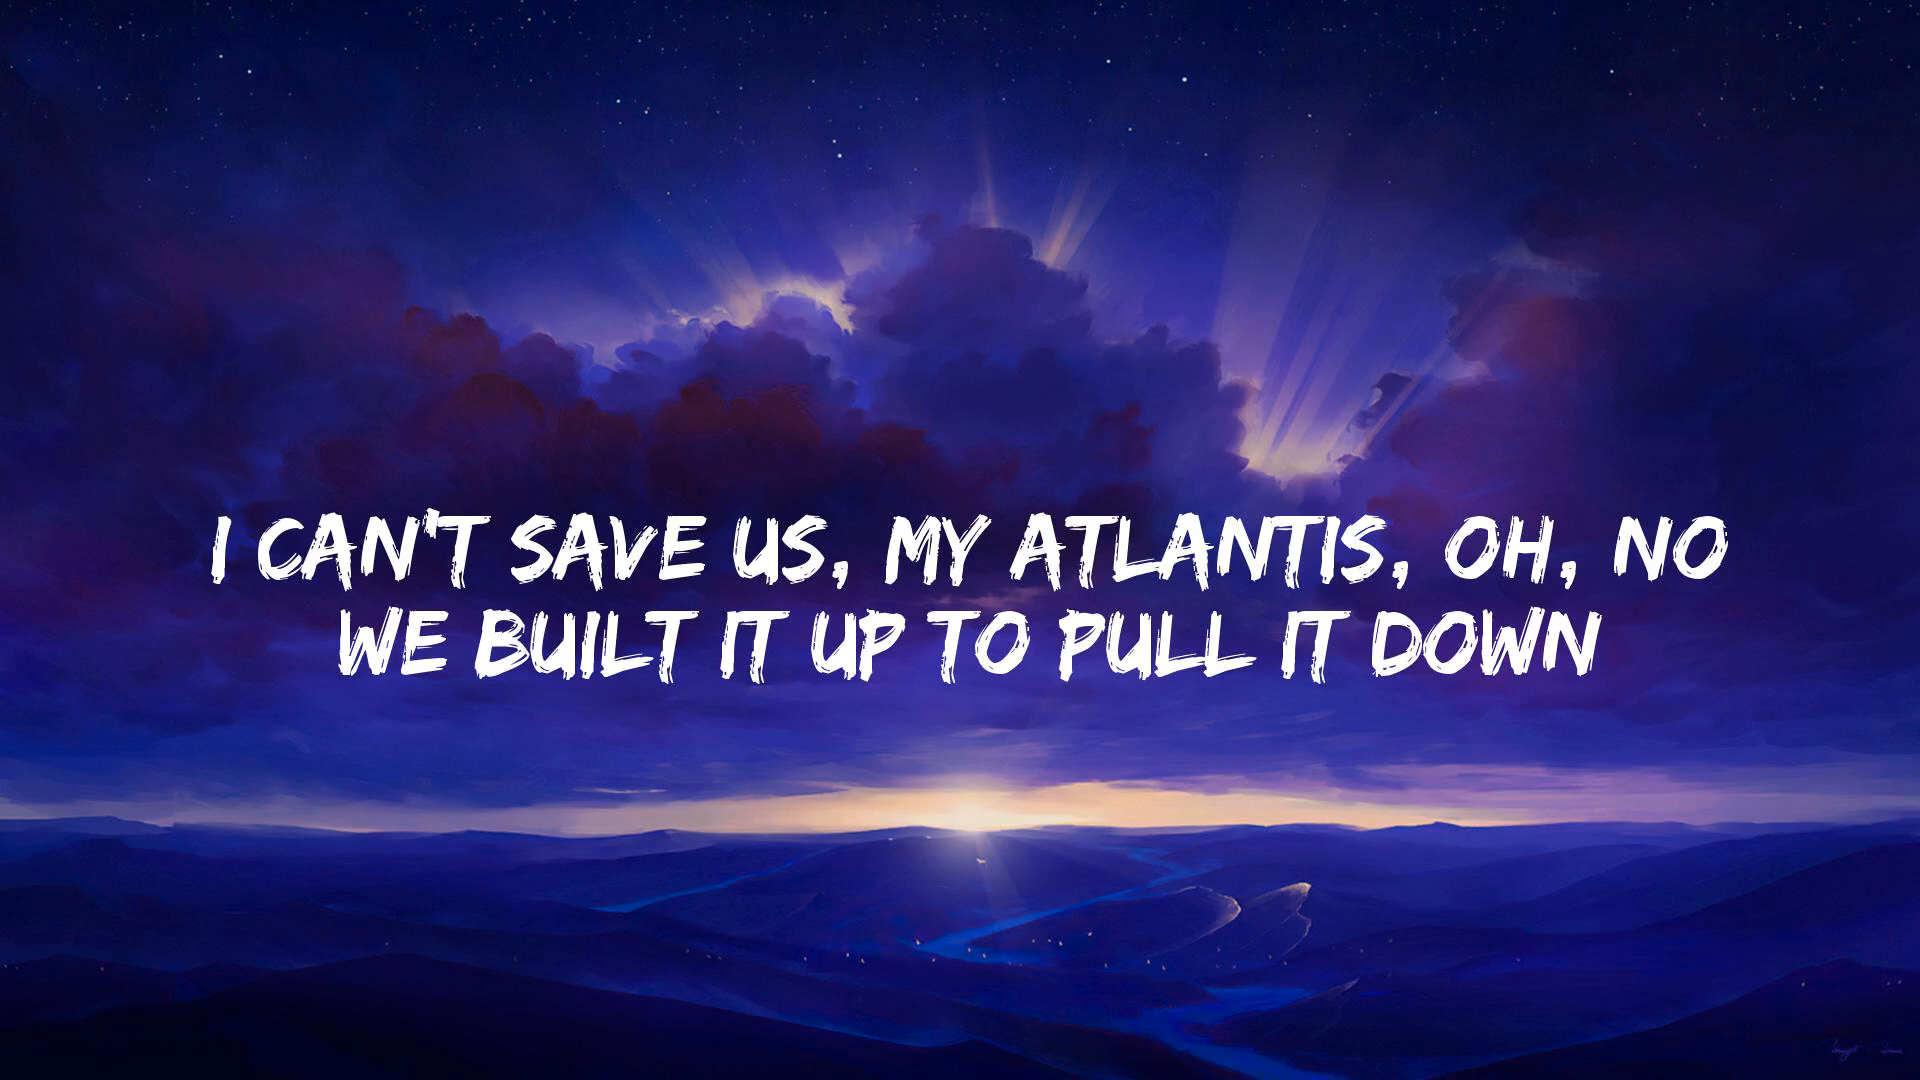 I CAN'T SAVE US, MY ATLANTIS, OH, NO
WE BUILT IT UP TO PULL IT DOWN